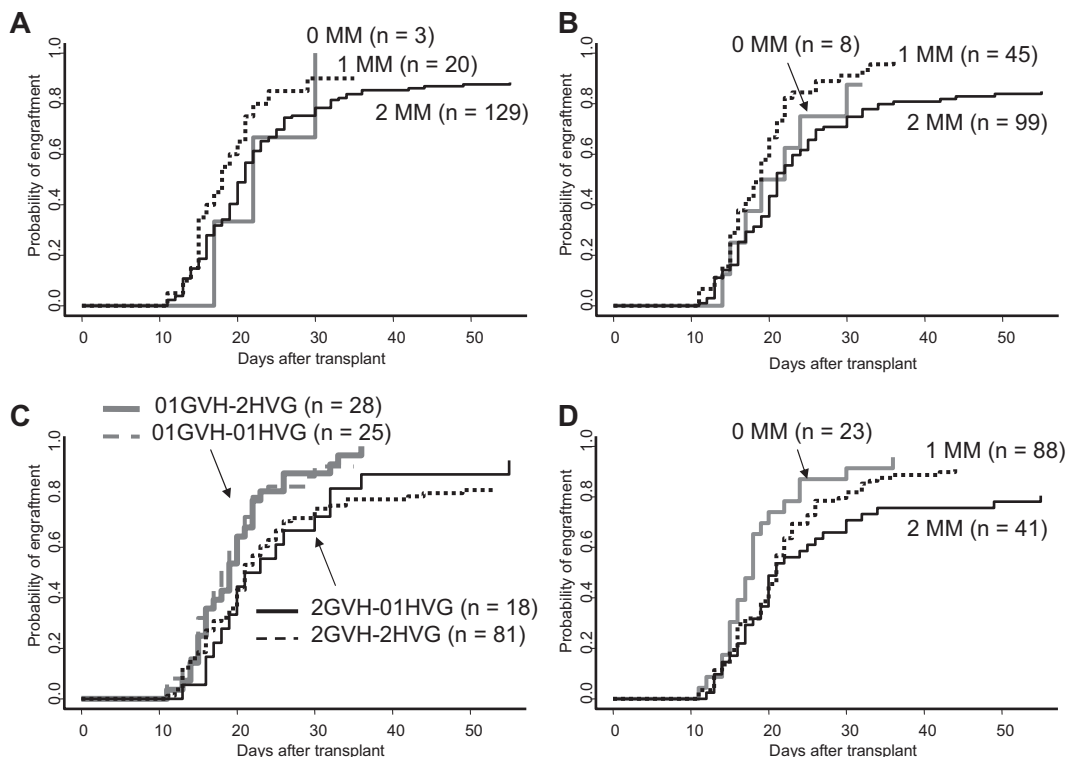 A
0 MM (n = 3)
1 MM (n = 20)
2 MM (n = 129)
Probability of engraftment
0.0 0.2 0.4 0.6 0.8 1.0
0 10 20 30 40 50
Days after transplant
B
0 MM (n = 8)
1 MM (n = 45)
2 MM (n = 99)
Probability of engraftment
0.0 0.2 0.4 0.6 0.8 1.0
0 10 20 30 40 50
Days after transplant
C
01GVH-2HVG (n = 28)
01GVH-01HVG (n = 25)
2GVH-01HVG (n = 18)
2GVH-2HVG (n = 81)
Probability of engraftment
0.0 0.2 0.4 0.6 0.8 1.0
0 10 20 30 40 50
Days after transplant
D
0 MM (n = 23)
1 MM (n = 88)
2 MM (n = 41)
Probability of engraftment
0.0 0.2 0.4 0.6 0.8 1.0
0 10 20 30 40 50
Days after transplant